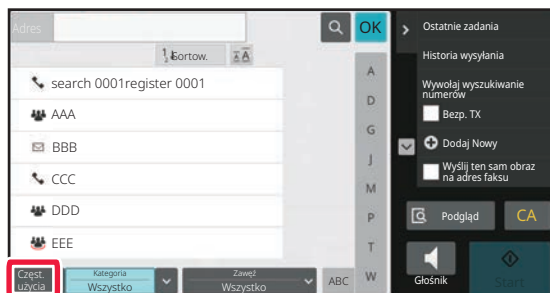 Adres
OK
1 2 Sortow.
search 0001register 0001
AAA
BBB
CCC
DDD
EEE
A
D
G
J
M
P
T
W
Częst.
użycia
Kategoria
Wszystko
Zawęź
Wszystko
ABC
Ostatnie zadania
Historia wysyłania
Wywołaj wyszukiwanie
numerów
Bezp. TX
Dodaj Nowy
Wyślij ten sam obraz
na adres faksu
Podgląd
CA
Głośnik
Start